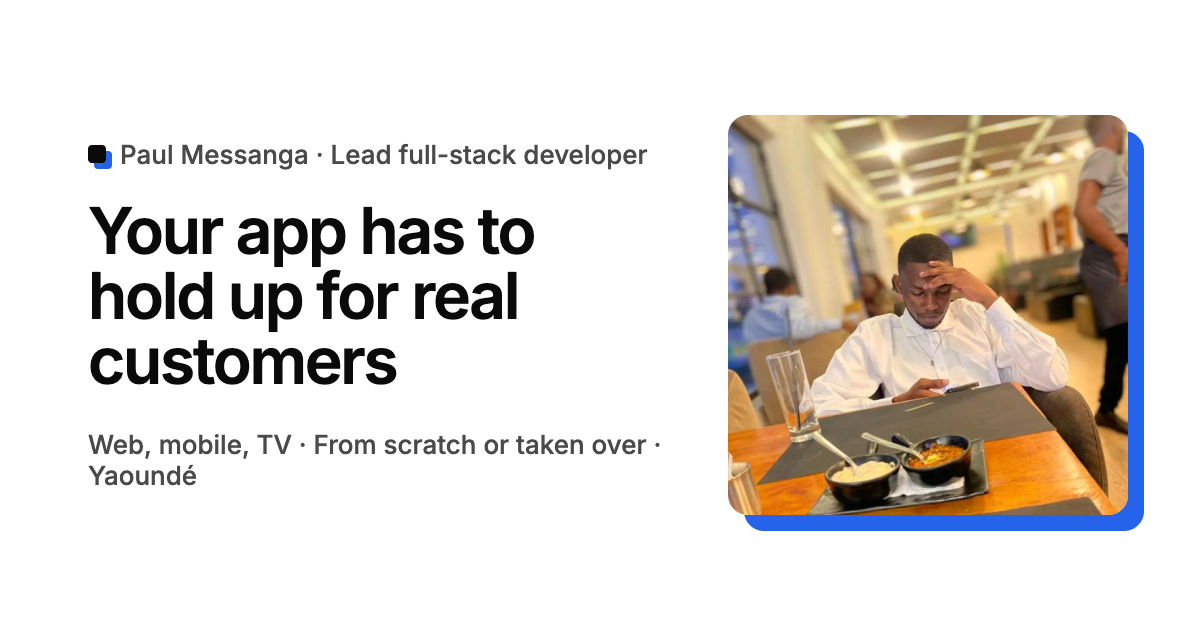 Paul Messanga · Lead full-stack developer
Your app has to
hold up for real
customers
Web, mobile, TV · From scratch or taken over ·
Yaoundé